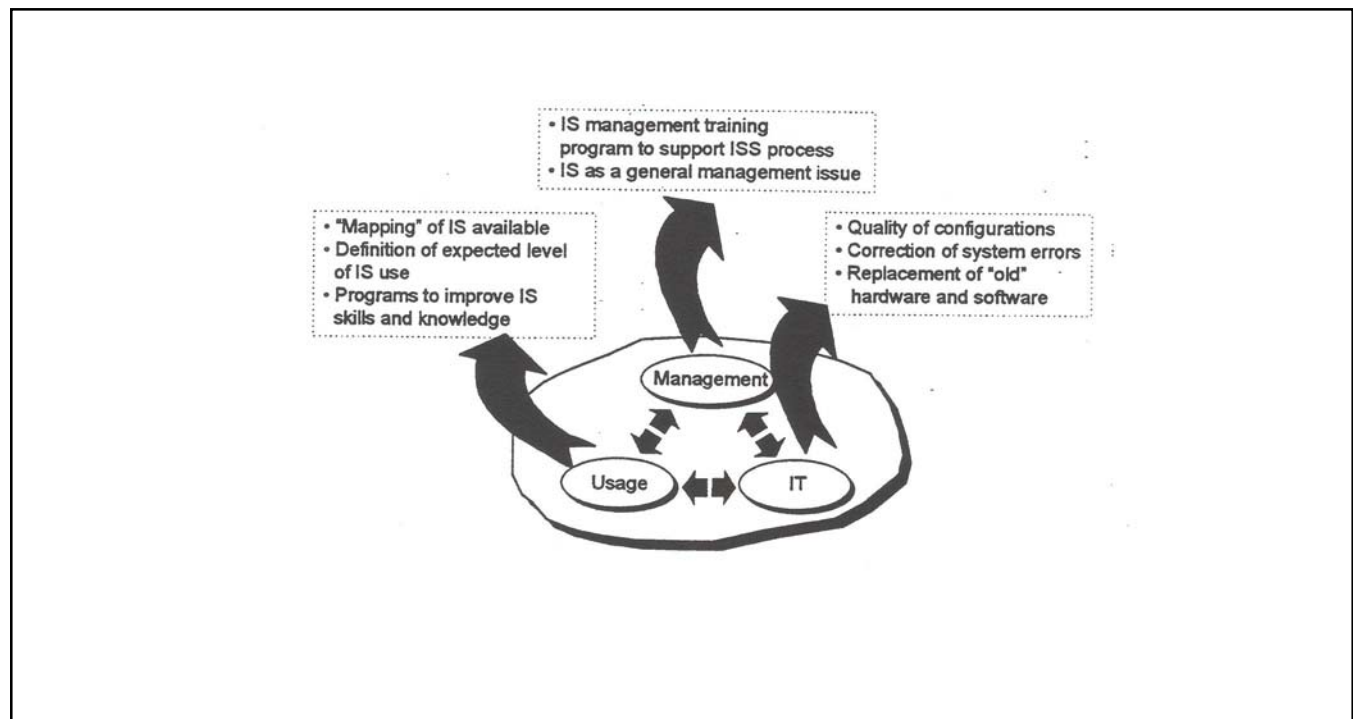 • IS management training
program to support ISS process
• IS as a general management issue
• "Mapping" of IS available
• Definition of expected level
of IS use
• Programs to improve IS
skills and knowledge
• Quality of configurations
• Correction of system errors
• Replacement of "old"
hardware and software
Management
Usage
IT